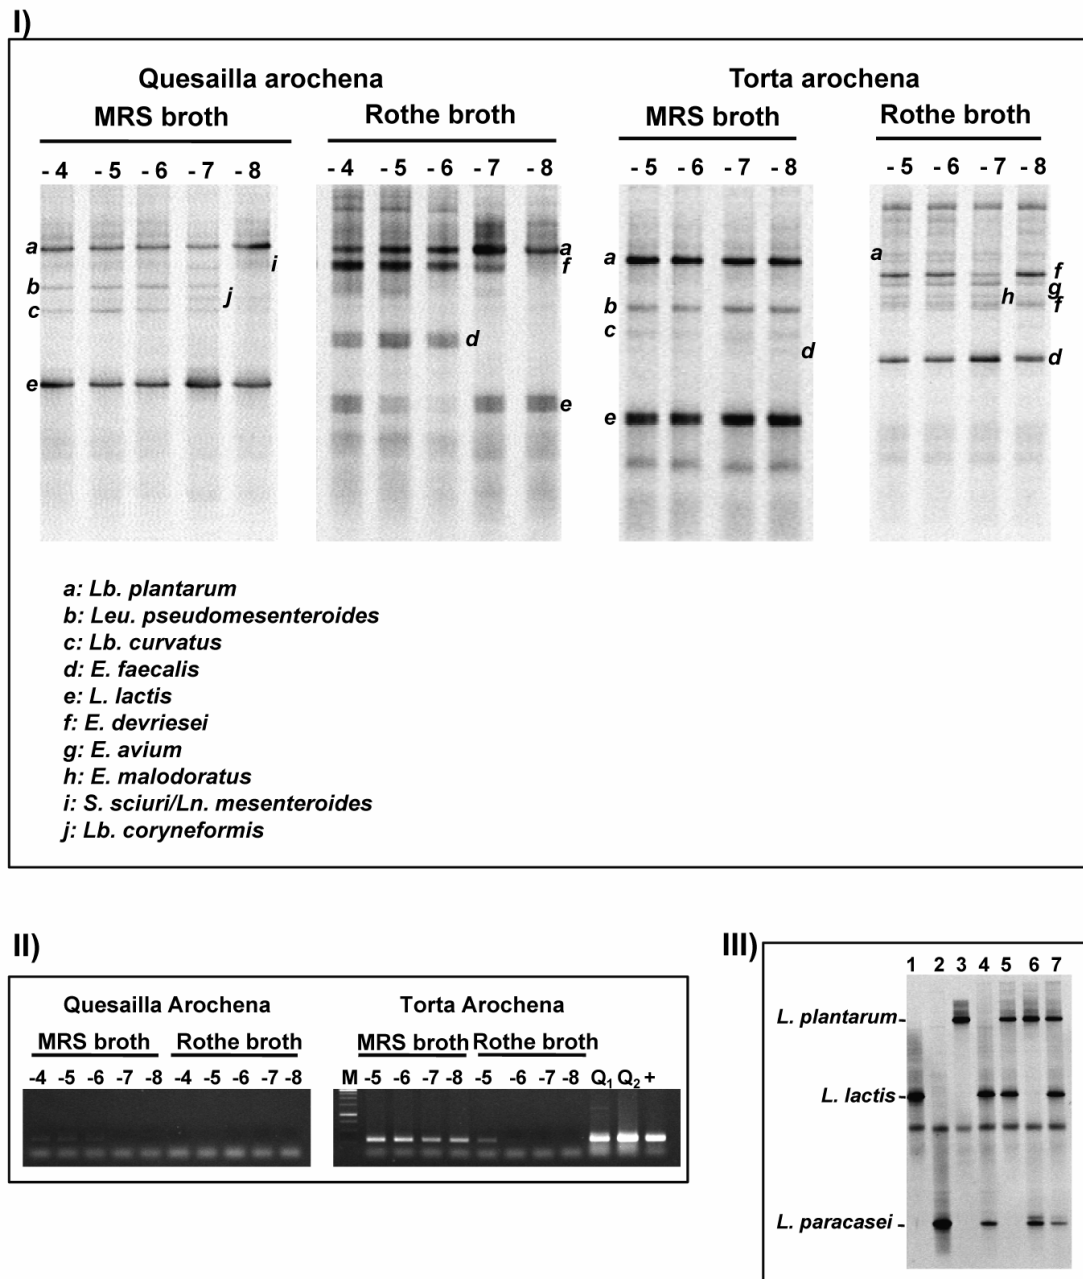 I)
Quesailla arochena
Torta arochena
MRS broth
Rothe broth
MRS broth
Rothe broth
- 4 - 5 - 6 - 7 - 8
- 4 - 5 - 6 - 7 - 8
- 5 - 6 - 7 - 8
- 5 - 6 - 7 - 8
a
i
b
j
c
e
a
f
d
e
a
b
c
d
e
a
f
g
h
f
d
a: Lb. plantarum
b: Leu. pseudomesenteroides
c: Lb. curvatus
d: E. faecalis
e: L. lactis
f: E. devriesei
g: E. avium
h: E. malodoratus
i: S. sciuri/Ln. mesenteroides
j: Lb. coryneformis
II)
Quesailla Arochena
Torta Arochena
MRS broth
Rothe broth
MRS broth
Rothe broth
-4 -5 -6 -7 -8 -4 -5 -6 -7 -8
M -5 -6 -7 -8 -5 -6 -7 -8 Q1 Q2 +
III)
1 2 3 4 5 6 7
L. plantarum-
L. lactis-
L. paracasei -